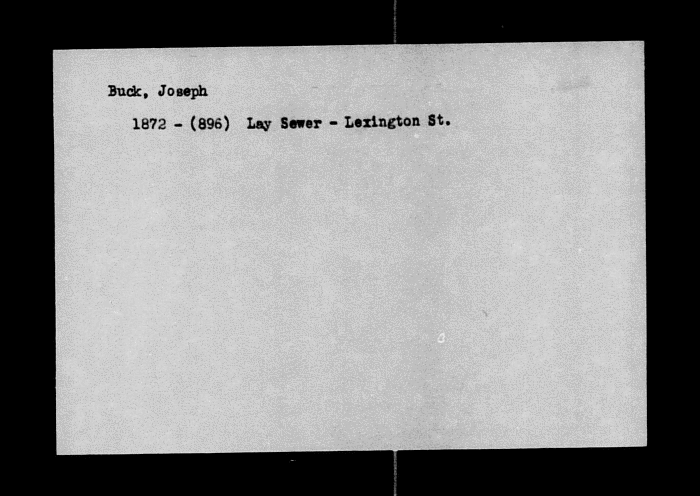 Buck, Joseph
1872 - (896) Lay Sewer - Lexington St.